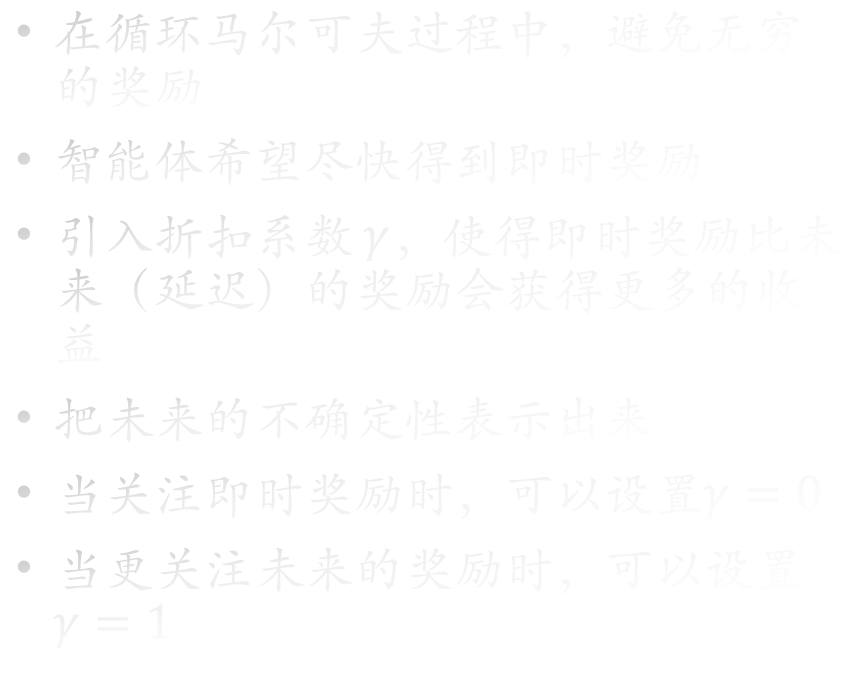 • 在循环马尔可夫过程中，避免无穷
的奖励
• 智能体希望尽快得到即时奖励
• 引入折扣系数γ，使得即时奖励比未
来（延迟）的奖励会获得更多的收
益
• 把未来的不确定性表示出来
• 当关注即时奖励时，可以设置γ = 0
• 当更关注未来的奖励时，可以设置
γ = 1